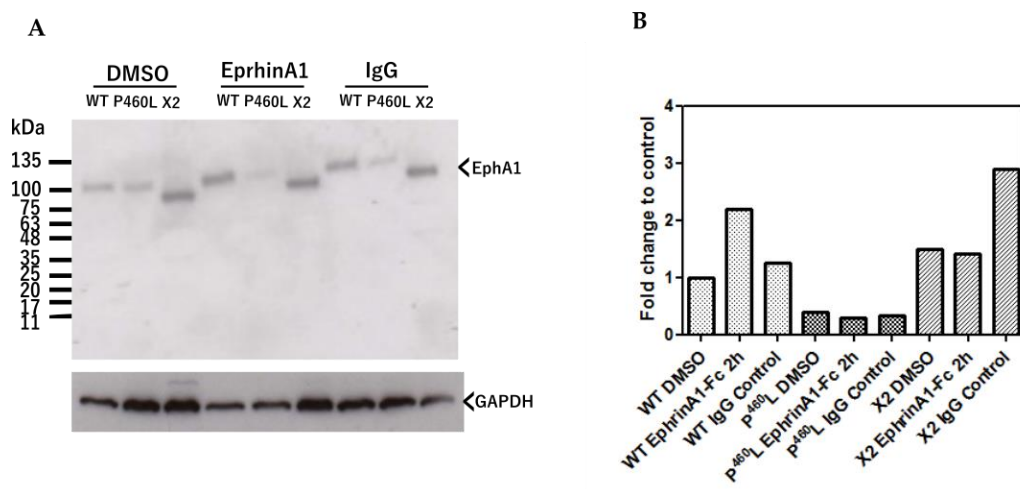 A
DMSO EprhinA1 IgG
WT P460L X2 WT P460L X2 WT P460L X2
kDa
135
100
75
63
48
35
25
20
17
11
EphA1
GAPDH
B
Fold change to control
4
3
2
1
0
WT DMSO
WT EphrinA1-Fc 2h
WT IgG Control
P⁴⁶⁰L DMSO
P⁴⁶⁰L EphrinA1-Fc 2h
P⁴⁶⁰L IgG Control
X2 DMSO
X2 EphrinA1-Fc 2h
X2 IgG Control